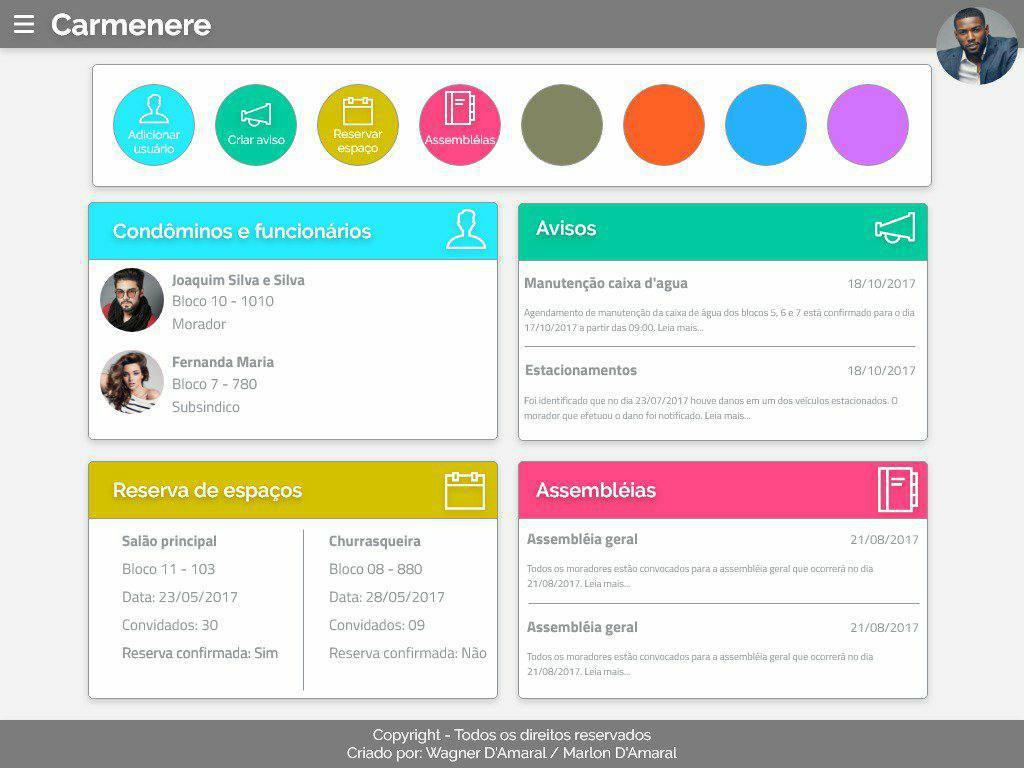 Carmenere
Adicionar
usuário
Criar aviso
Reservar
espaço
Assembléias
Condôminos e funcionários
Joaquim Silva e Silva
Bloco 10 - 1010
Morador
Fernanda Maria
Bloco 7 - 780
Subsindico
Avisos
Manutenção caixa d'agua 18/10/2017
Agendamento de manutenção da caixa de água dos blocos 5, 6 e 7 está confirmado para o dia
17/10/2017 a partir das 09:00. Leia mais...
Estacionamentos 18/10/2017
Foi identificado que no dia 23/07/2017 houve danos em um dos veículos estacionados. O
morador que efetuou o dano foi notificado. Leia mais...
Reserva de espaços
Salão principal
Bloco 11 - 103
Data: 23/05/2017
Convidados: 30
Reserva confirmada: Sim
Churrasqueira
Bloco 08 - 880
Data: 28/05/2017
Convidados: 09
Reserva confirmada: Não
Assembléias
Assembléia geral 21/08/2017
Todos os moradores estão convocados para a assembléia geral que ocorrerá no dia
21/08/2017. Leia mais...
Assembléia geral 21/08/2017
Todos os moradores estão convocados para a assembléia geral que ocorrerá no dia
21/08/2017. Leia mais...
Copyright - Todos os direitos reservados
Criado por: Wagner D'Amaral / Marlon D'Amaral